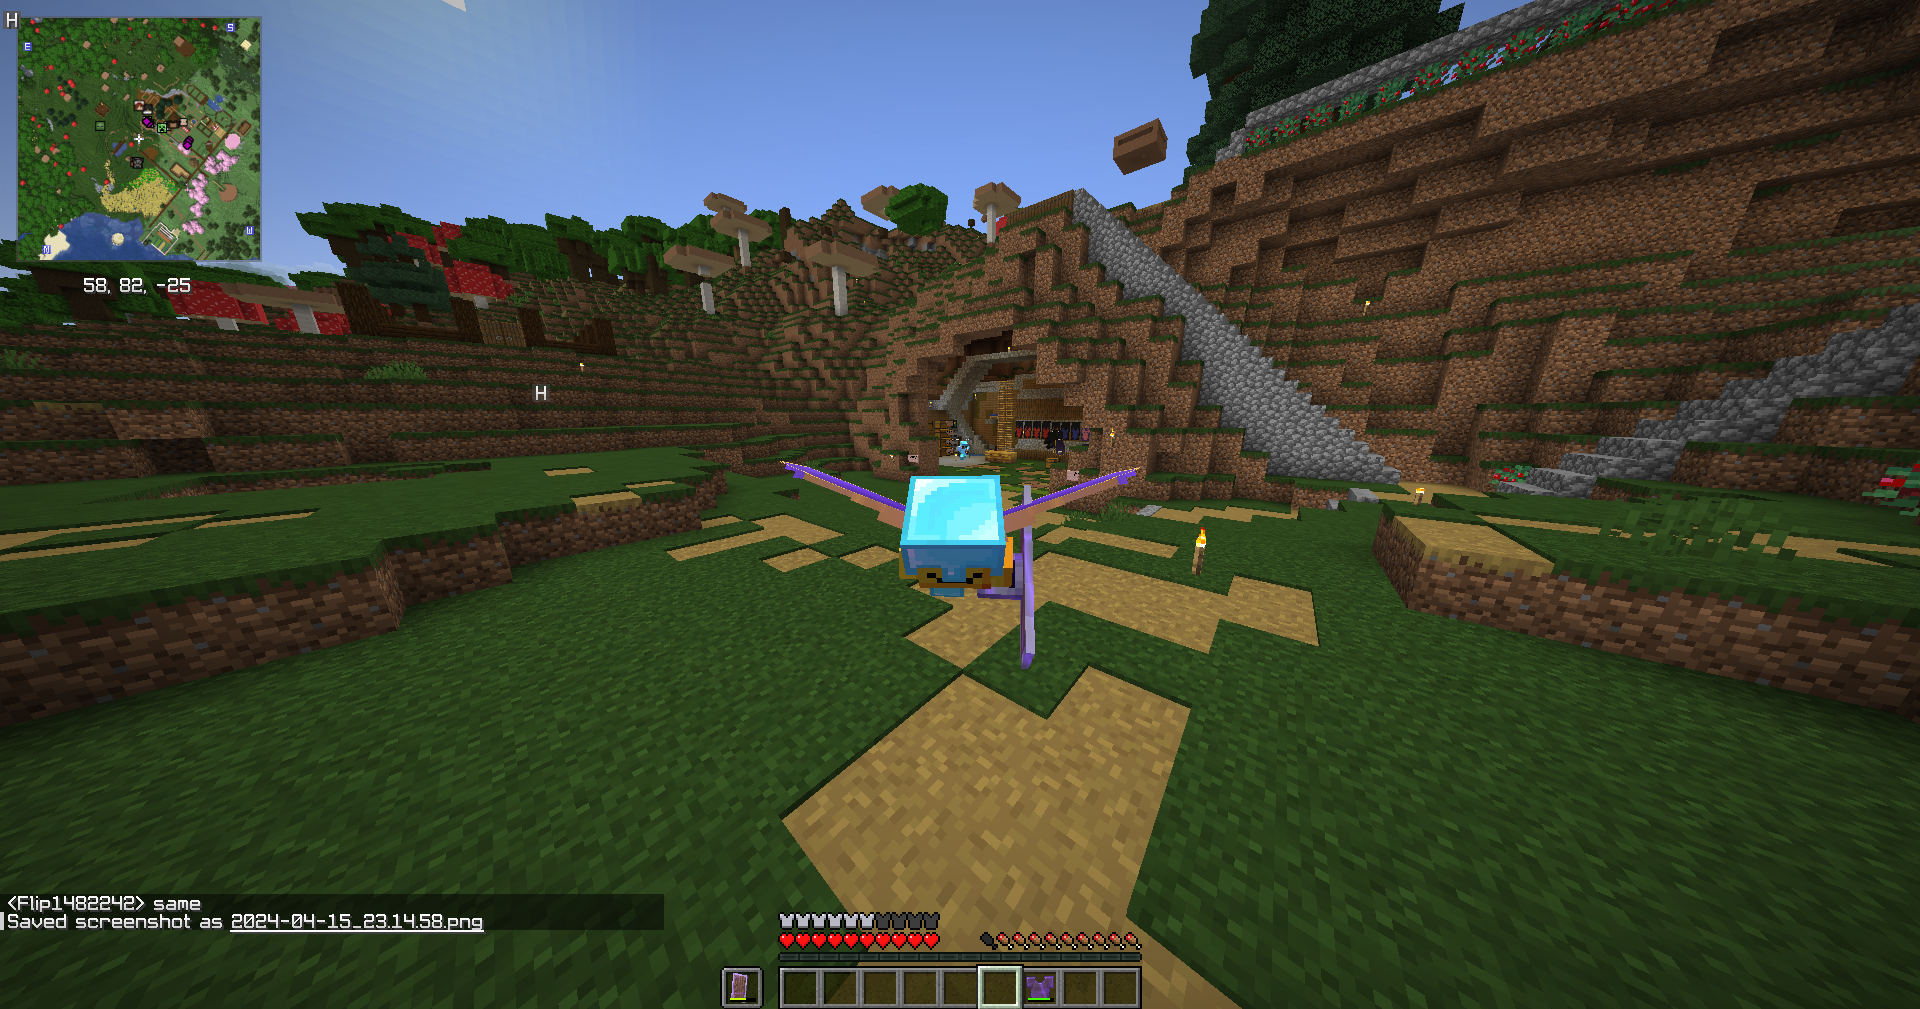 H
S
E
W
N
58, 82, -25
H
<Flip1482242> same
Saved screenshot as 2024-04-15_23.14.58.png